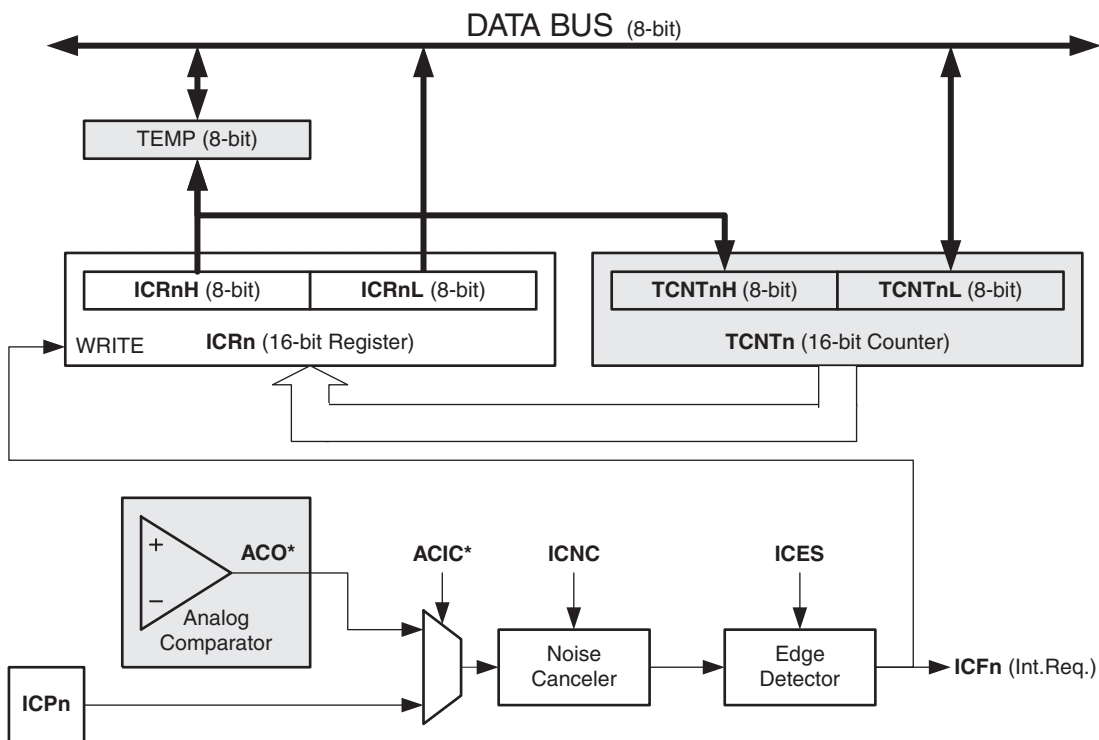 DATA BUS (8-bit)
TEMP (8-bit)
ICRnH (8-bit)
ICRnL (8-bit)
TCNTnH (8-bit)
TCNTnL (8-bit)
WRITE
ICRn (16-bit Register)
TCNTn (16-bit Counter)
+
−
ACO*
Analog
Comparator
ACIC*
ICNC
ICES
Noise
Canceler
Edge
Detector
ICFn (Int.Req.)
ICPn